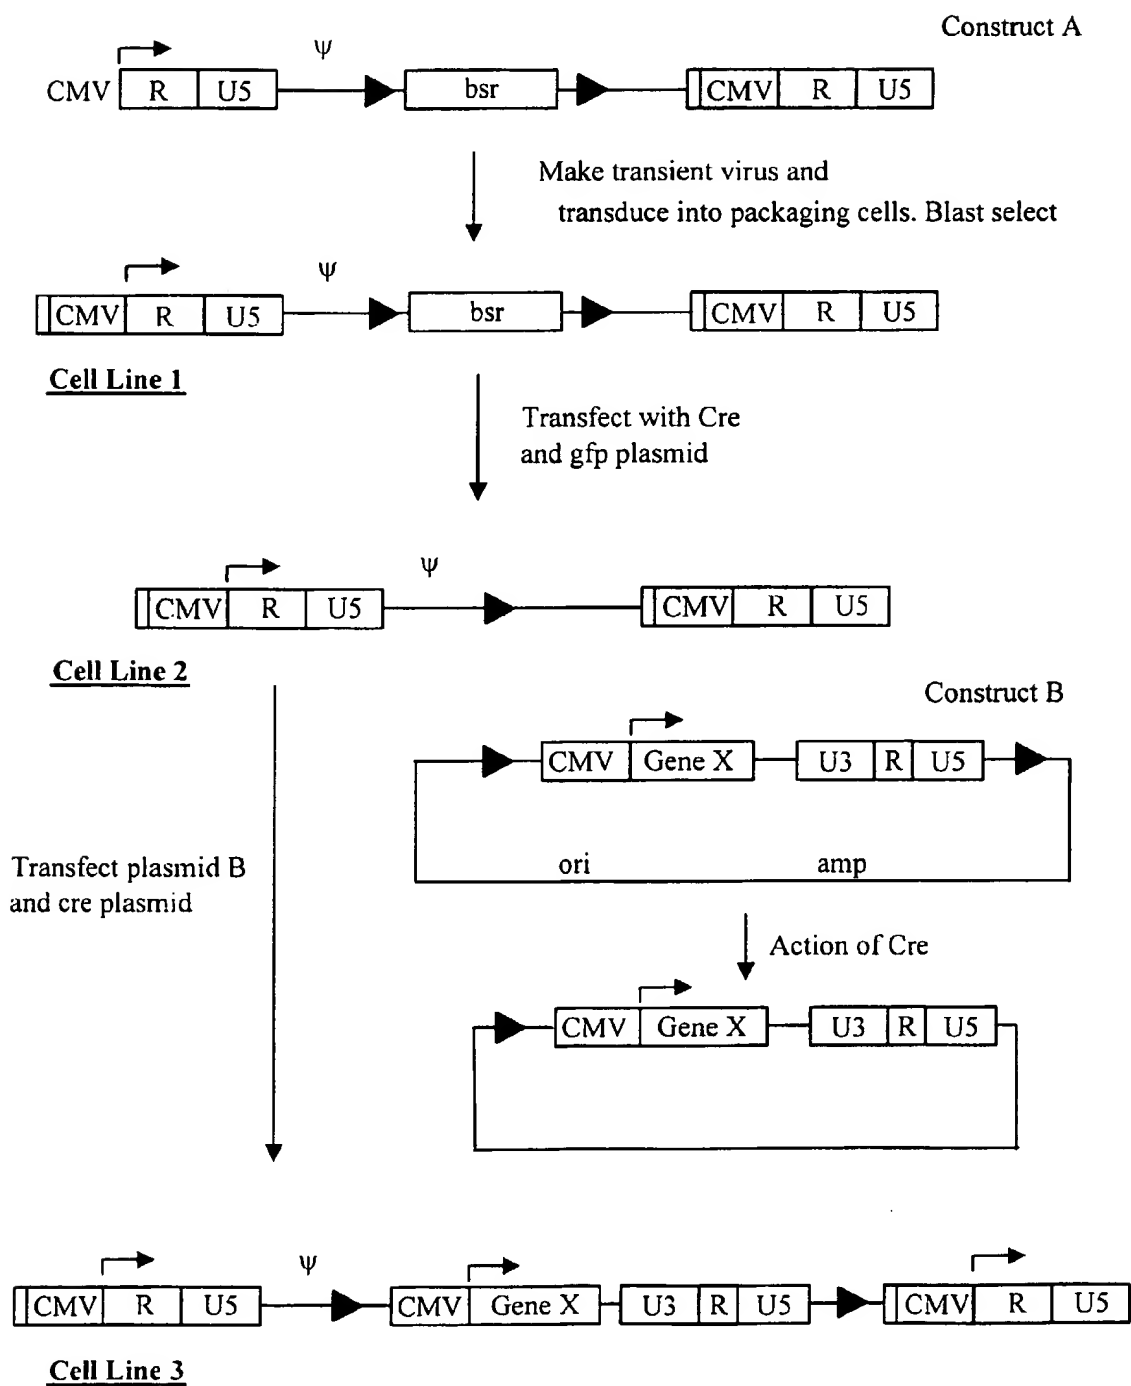 Construct A
ψ
CMV R U5 bsr CMV R U5
Make transient virus and
transduce into packaging cells. Blast select
ψ
CMV R U5 bsr CMV R U5
Cell Line 1
Transfect with Cre
and gfp plasmid
ψ
CMV R U5 CMV R U5
Cell Line 2
Construct B
CMV Gene X U3 R U5
ori amp
Transfect plasmid B
and cre plasmid
Action of Cre
CMV Gene X U3 R U5
ψ
CMV R U5 CMV Gene X U3 R U5 CMV R U5
Cell Line 3